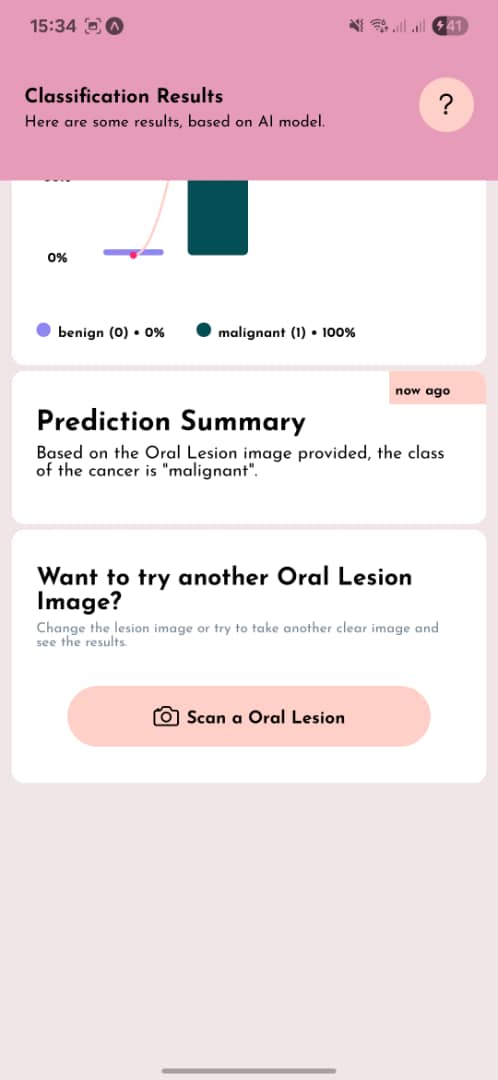 15:34
41
Classification Results
Here are some results, based on AI model.
?
0%
benign (0) • 0%
malignant (1) • 100%
now ago
Prediction Summary
Based on the Oral Lesion image provided, the class
of the cancer is "malignant".
Want to try another Oral Lesion
Image?
Change the lesion image or try to take another clear image and
see the results.
Scan a Oral Lesion